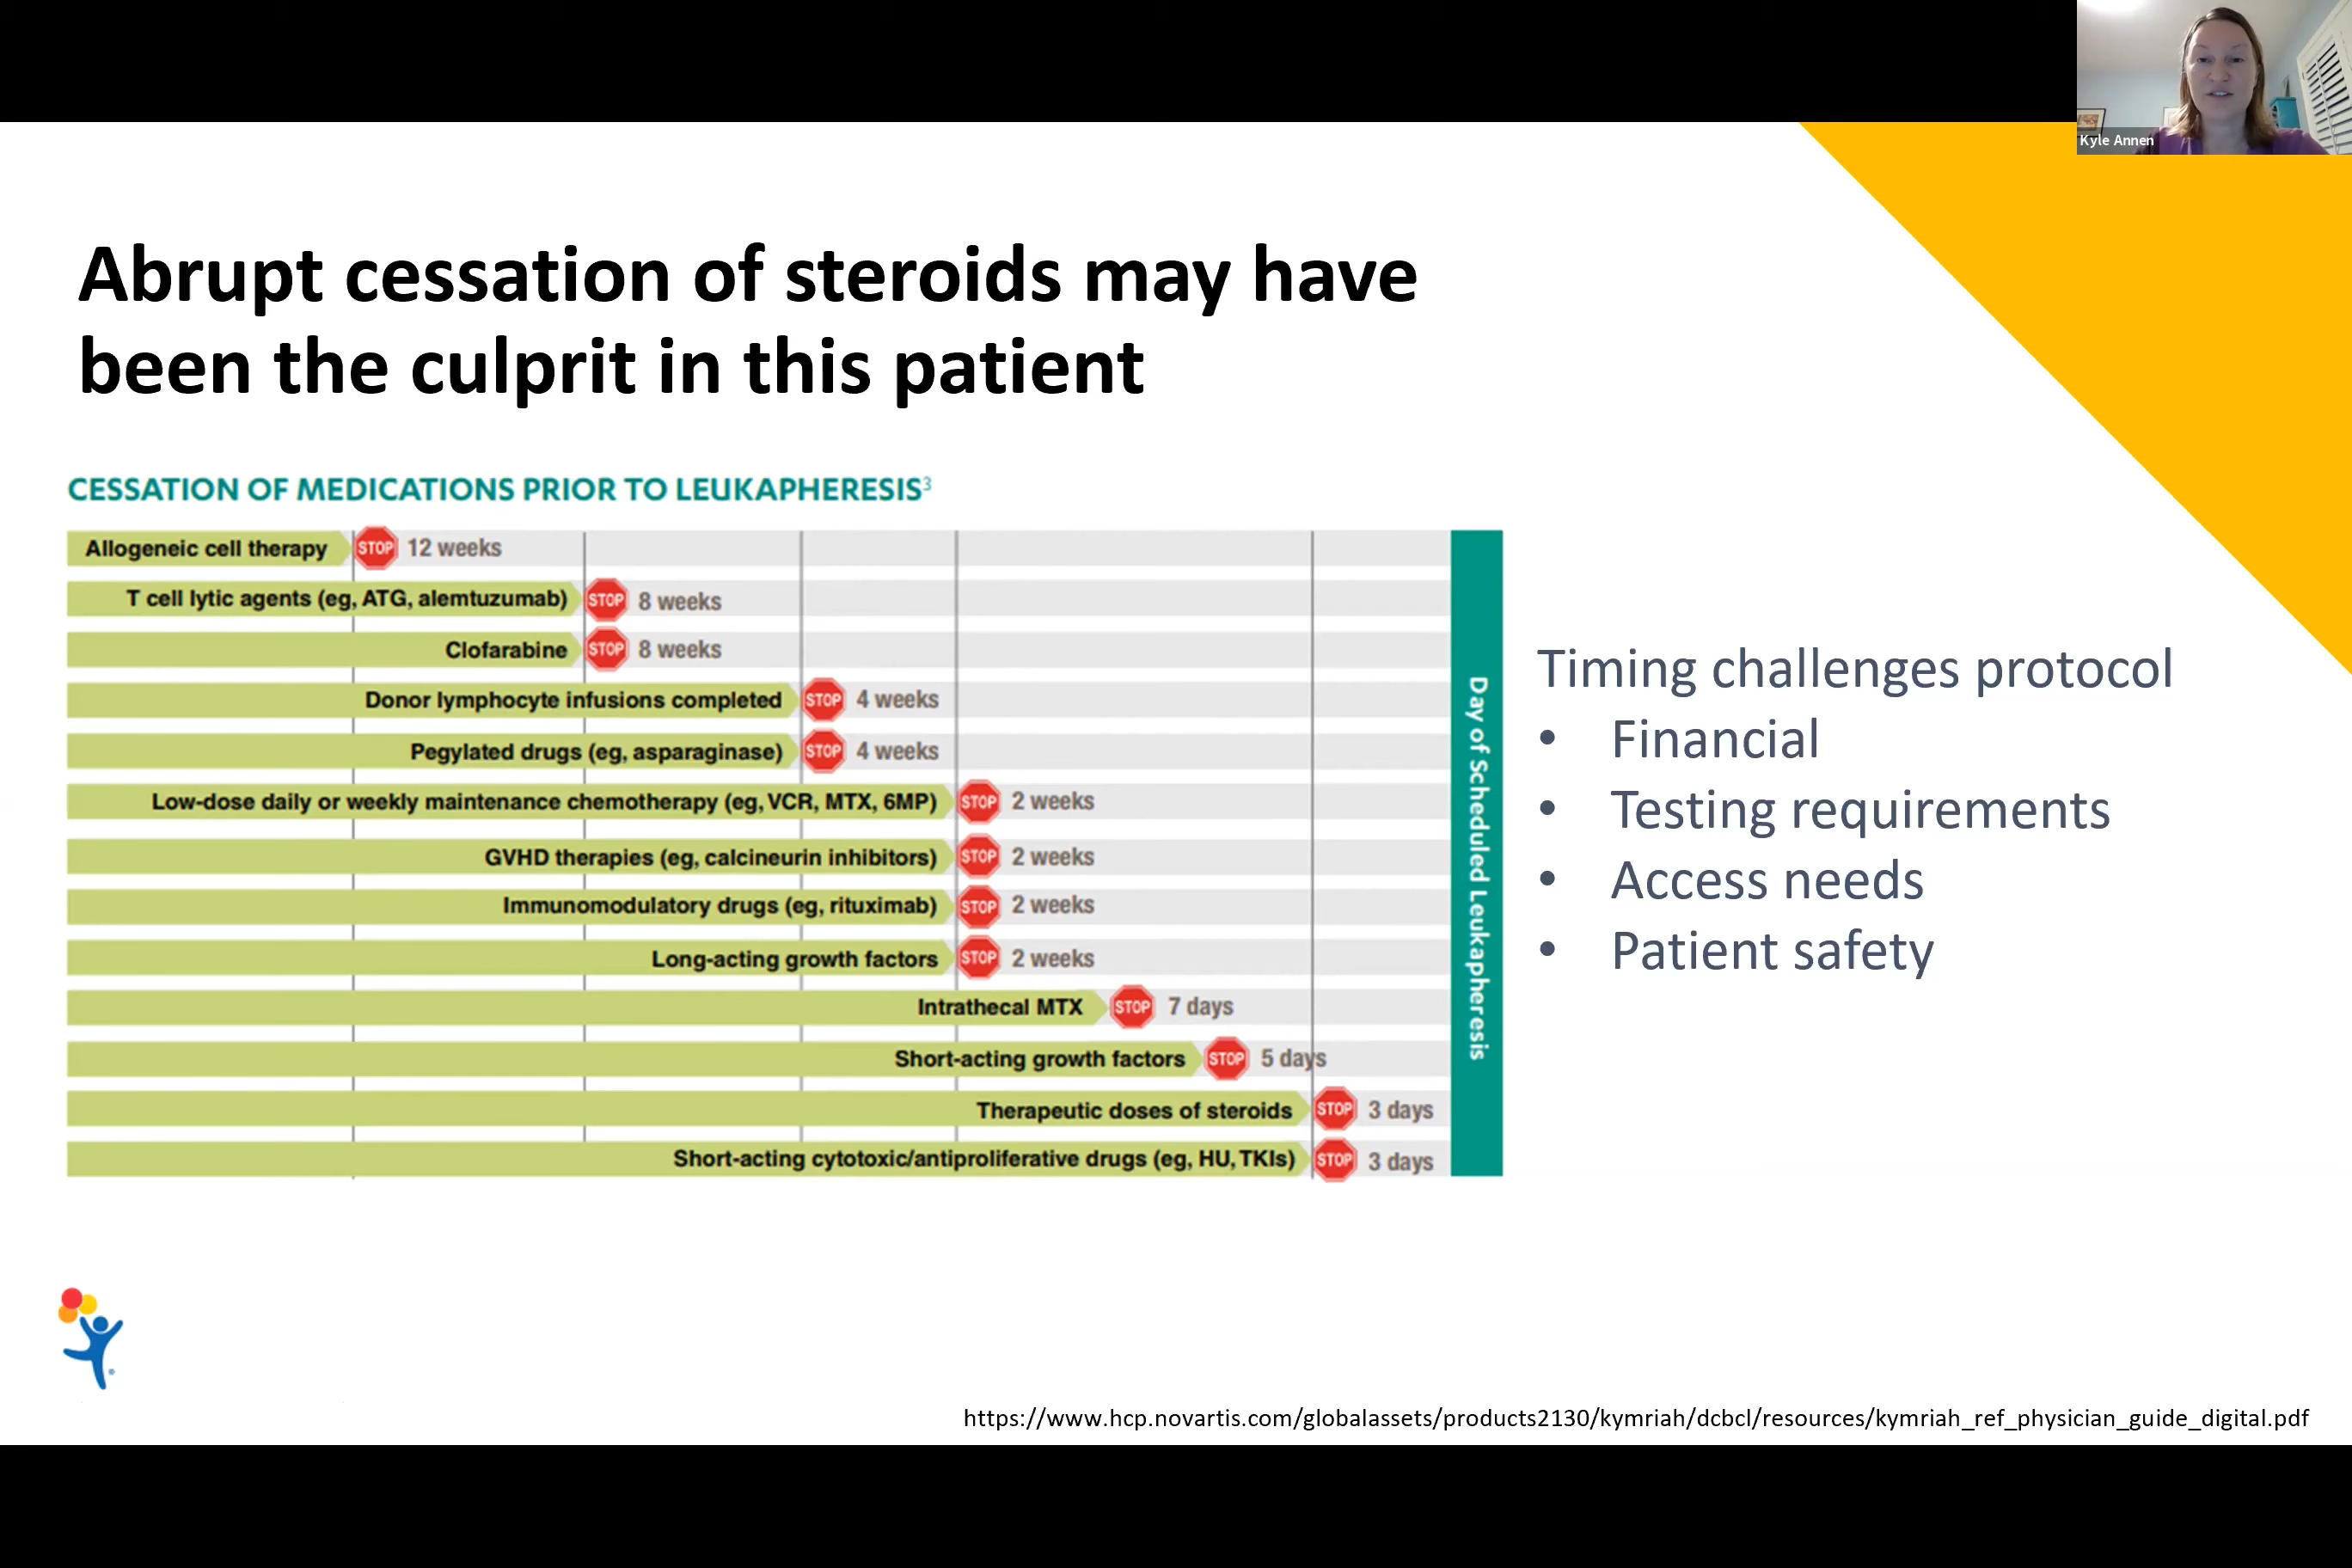 Kyle Annen
Abrupt cessation of steroids may have
been the culprit in this patient
CESSATION OF MEDICATIONS PRIOR TO LEUKAPHERESIS³
Allogeneic cell therapy STOP 12 weeks
T cell lytic agents (eg, ATG, alemtuzumab) STOP 8 weeks
Clofarabine STOP 8 weeks
Donor lymphocyte infusions completed STOP 4 weeks
Pegylated drugs (eg, asparaginase) STOP 4 weeks
Low-dose daily or weekly maintenance chemotherapy (eg, VCR, MTX, 6MP) STOP 2 weeks
GVHD therapies (eg, calcineurin inhibitors) STOP 2 weeks
Immunomodulatory drugs (eg, rituximab) STOP 2 weeks
Long-acting growth factors STOP 2 weeks
Intrathecal MTX STOP 7 days
Short-acting growth factors STOP 5 days
Therapeutic doses of steroids STOP 3 days
Short-acting cytotoxic/antiproliferative drugs (eg, HU, TKIs) STOP 3 days
Day of Scheduled Leukapheresis
Timing challenges protocol
• Financial
• Testing requirements
• Access needs
• Patient safety
®
https://www.hcp.novartis.com/globalassets/products2130/kymriah/dcbcl/resources/kymriah_ref_physician_guide_digital.pdf